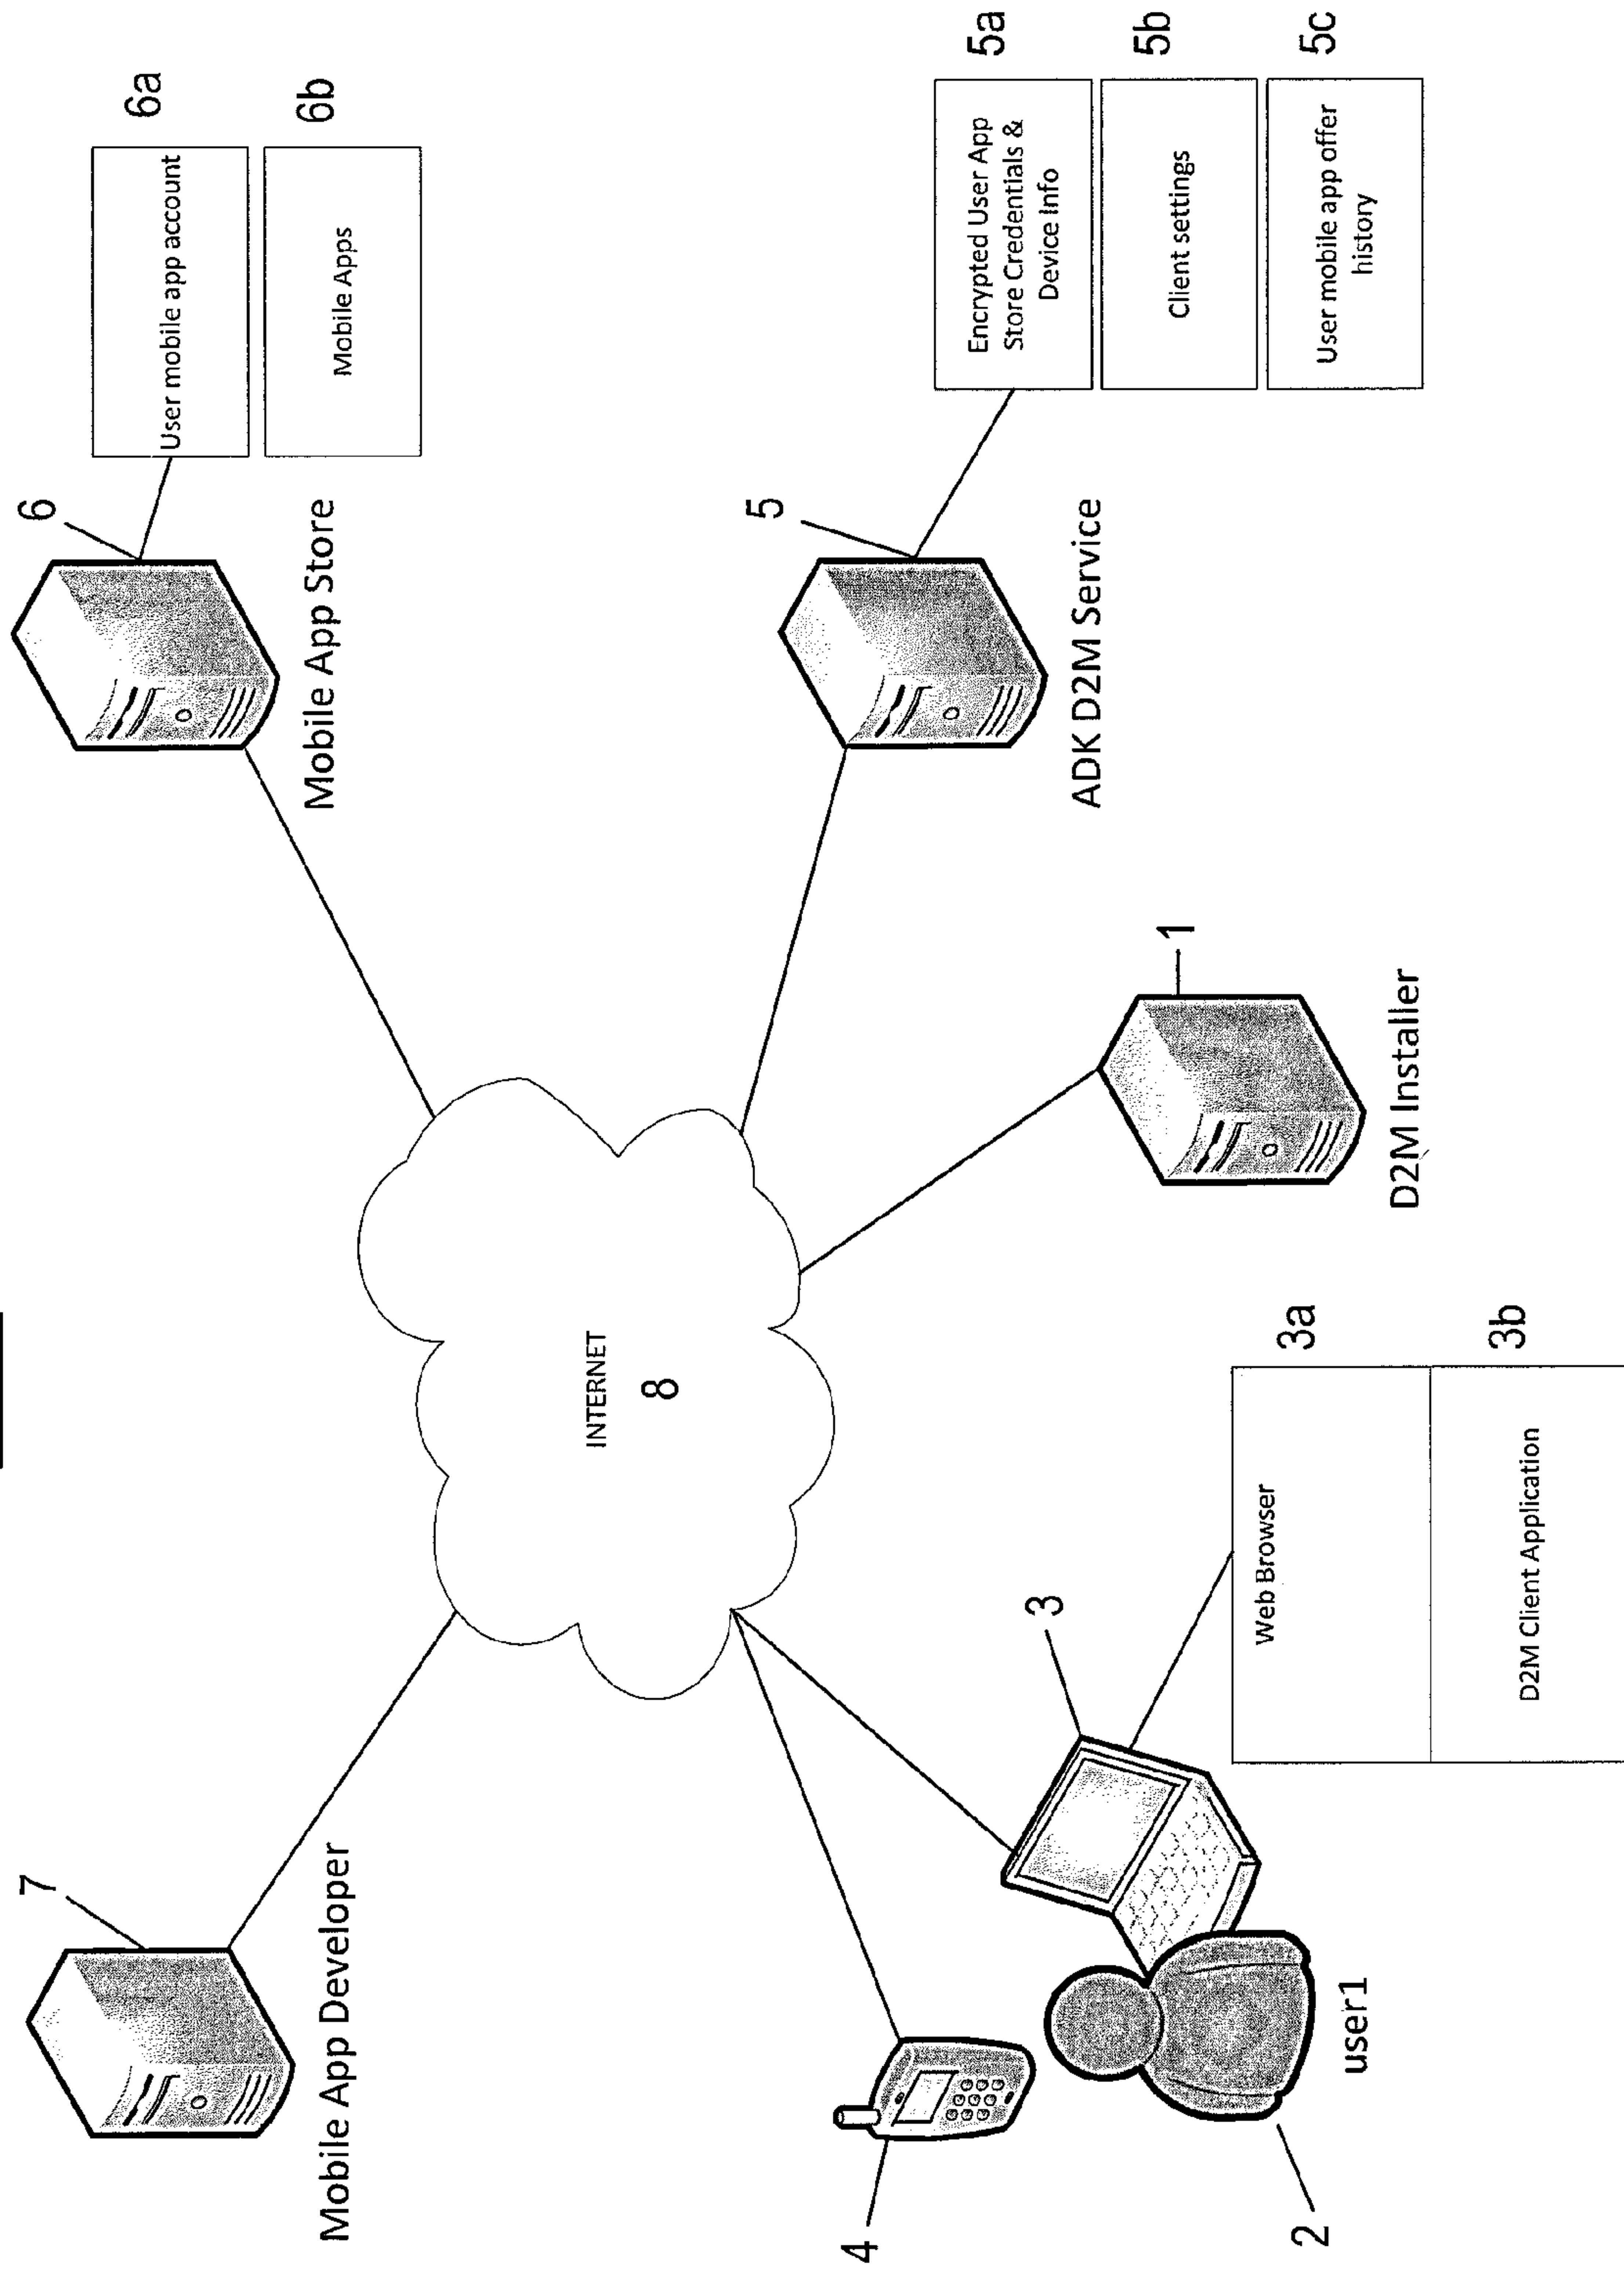 7
Mobile App Developer
6
Mobile App Store
6a
User mobile app account
6b
Mobile Apps
INTERNET
8
4
2
user1
3
Web Browser
3a
D2M Client Application
3b
1
D2M Installer
5
ADK D2M Service
5a
Encrypted User App
Store Credentials &
Device Info
5b
Client settings
5c
User mobile app offer
history